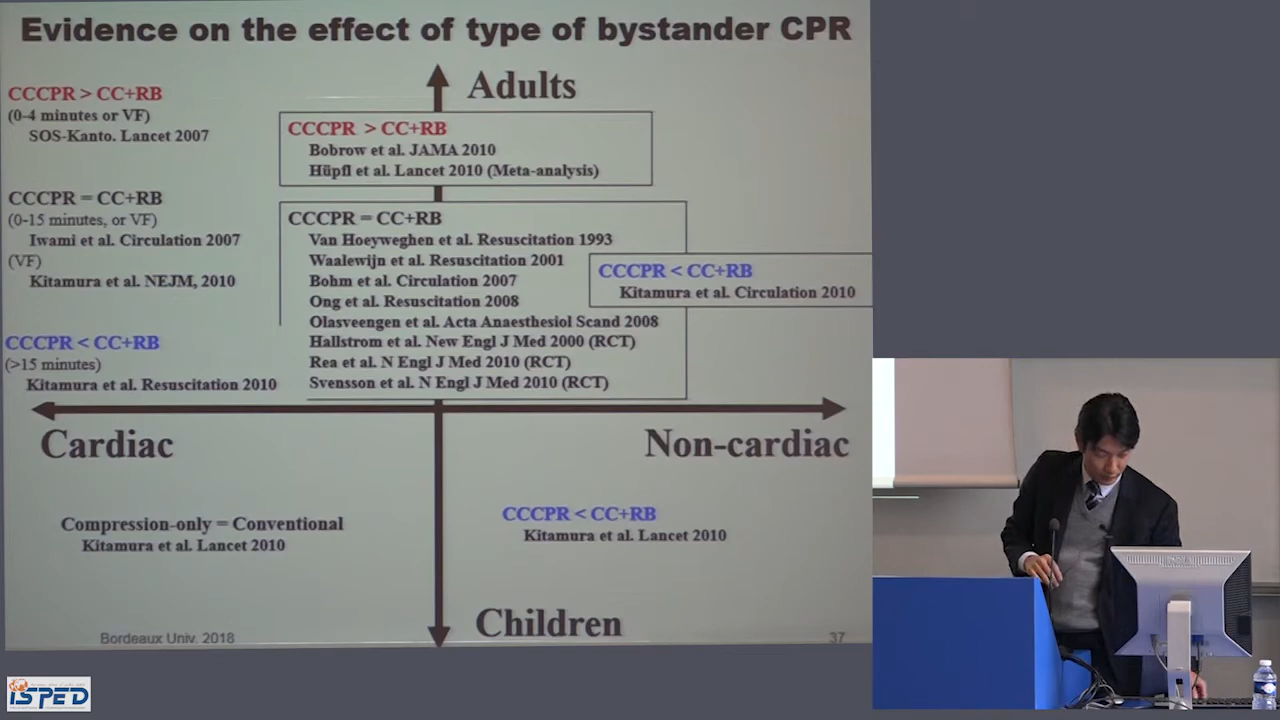 Evidence on the effect of type of bystander CPR
Adults
CCCPR > CC+RB
(0-4 minutes or VF)
SOS-Kanto. Lancet 2007
CCCPR = CC+RB
(0-15 minutes, or VF)
Iwami et al. Circulation 2007
(VF)
Kitamura et al. NEJM, 2010
CCCPR < CC+RB
(>15 minutes)
Kitamura et al. Resuscitation 2010
CCCPR > CC+RB
Bobrow et al. JAMA 2010
Hüpfl et al. Lancet 2010 (Meta-analysis)
CCCPR = CC+RB
Van Hoeyweghen et al. Resuscitation 1993
Waalewijn et al. Resuscitation 2001
Bohm et al. Circulation 2007
Ong et al. Resuscitation 2008
Olasveengen et al. Acta Anaesthesiol Scand 2008
Hallstrom et al. New Engl J Med 2000 (RCT)
Rea et al. N Engl J Med 2010 (RCT)
Svensson et al. N Engl J Med 2010 (RCT)
CCCPR < CC+RB
Kitamura et al. Circulation 2010
Cardiac
Non-cardiac
Compression-only = Conventional
Kitamura et al. Lancet 2010
CCCPR < CC+RB
Kitamura et al. Lancet 2010
Children
Bordeaux Univ. 2018
37
ISPED